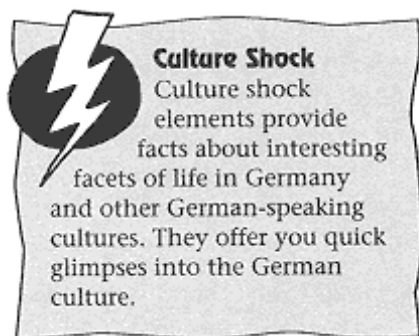 Culture Shock
Culture shock
elements provide
facts about interesting
facets of life in Germany
and other German-speaking
cultures. They offer you quick
glimpses into the German
culture.